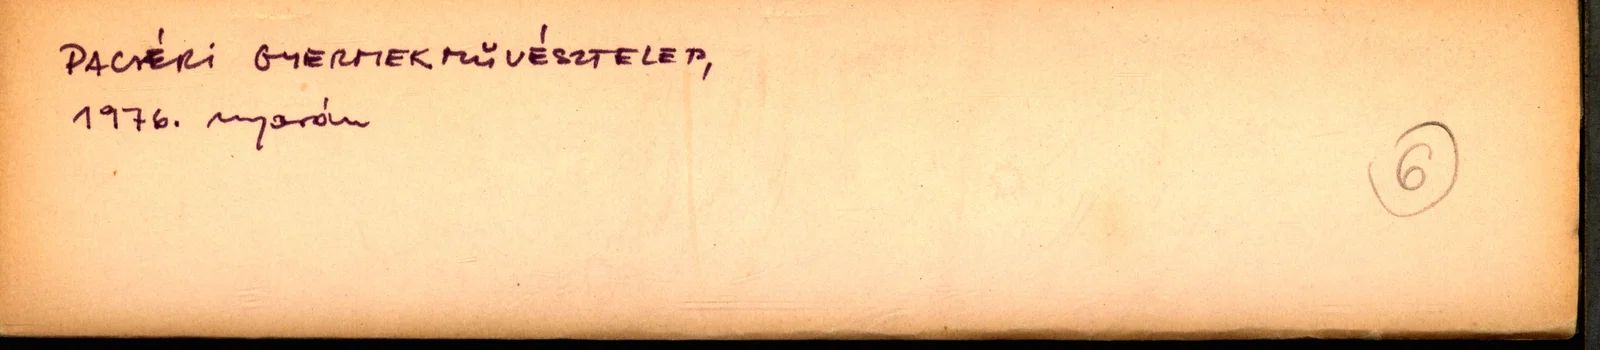 PACSÉRI GYERMEKMŰVÉSZTELEP,
1976. nyarán
6